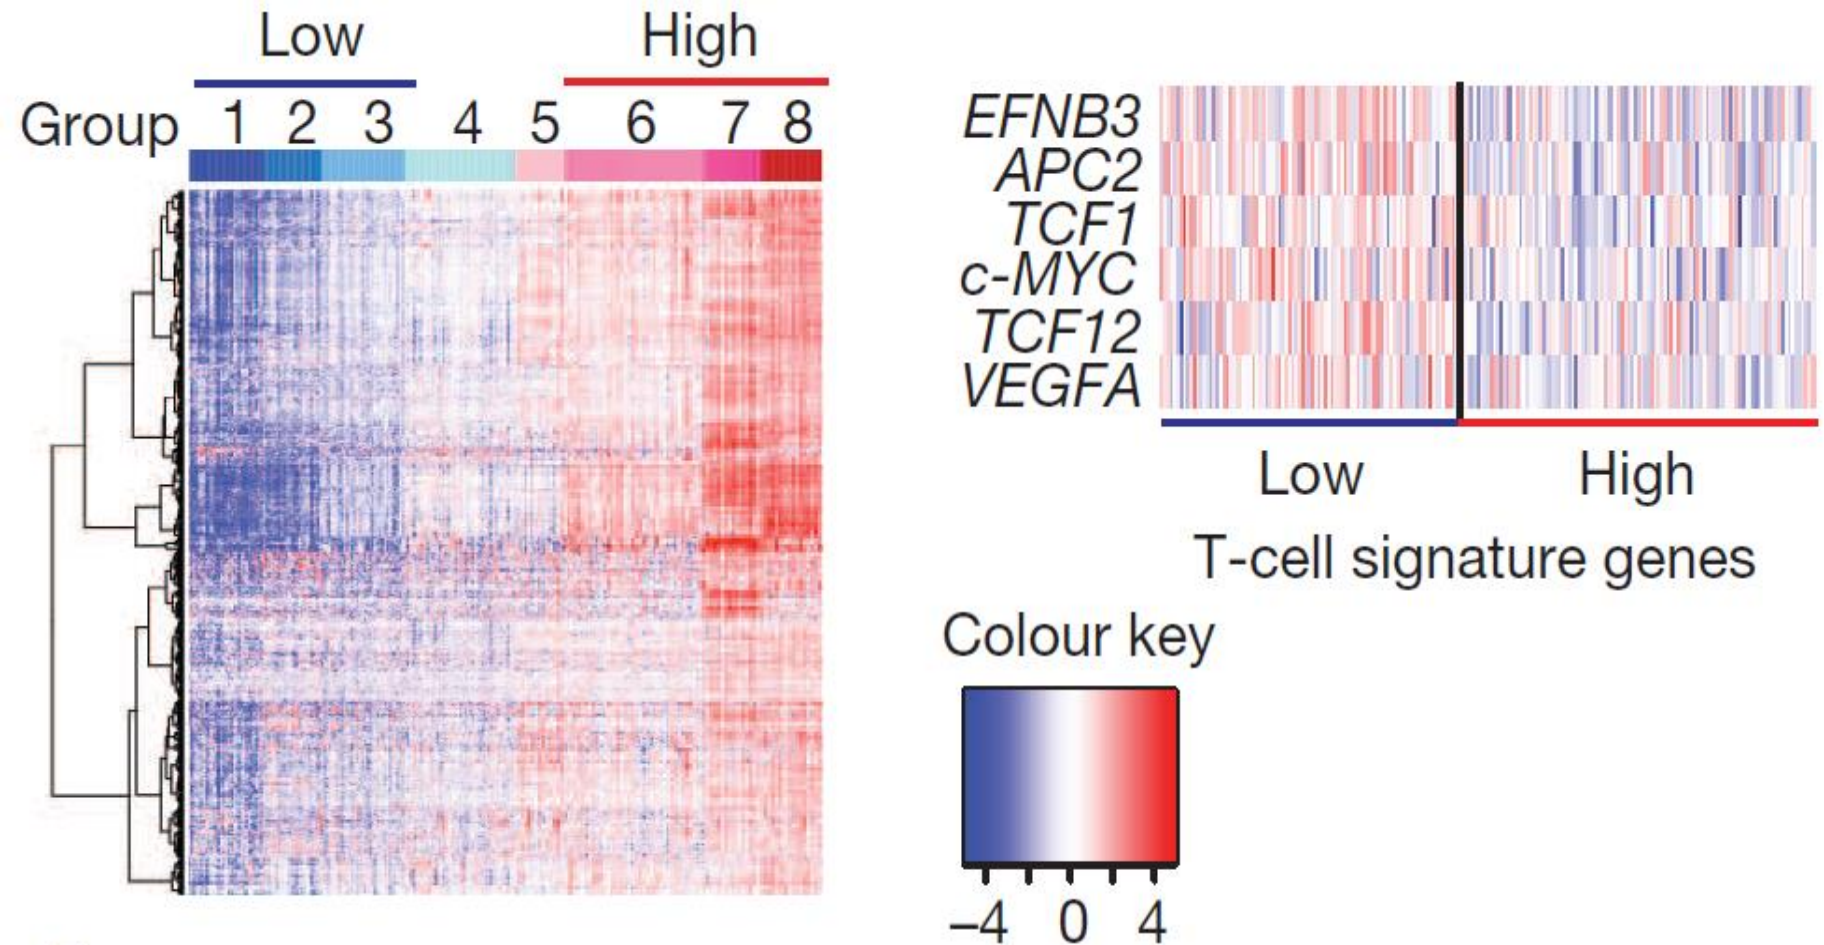 Low High
Group 1 2 3 4 5 6 7 8
EFNB3
APC2
TCF1
c-MYC
TCF12
VEGFA
Low High
T-cell signature genes
Colour key
–4 0 4